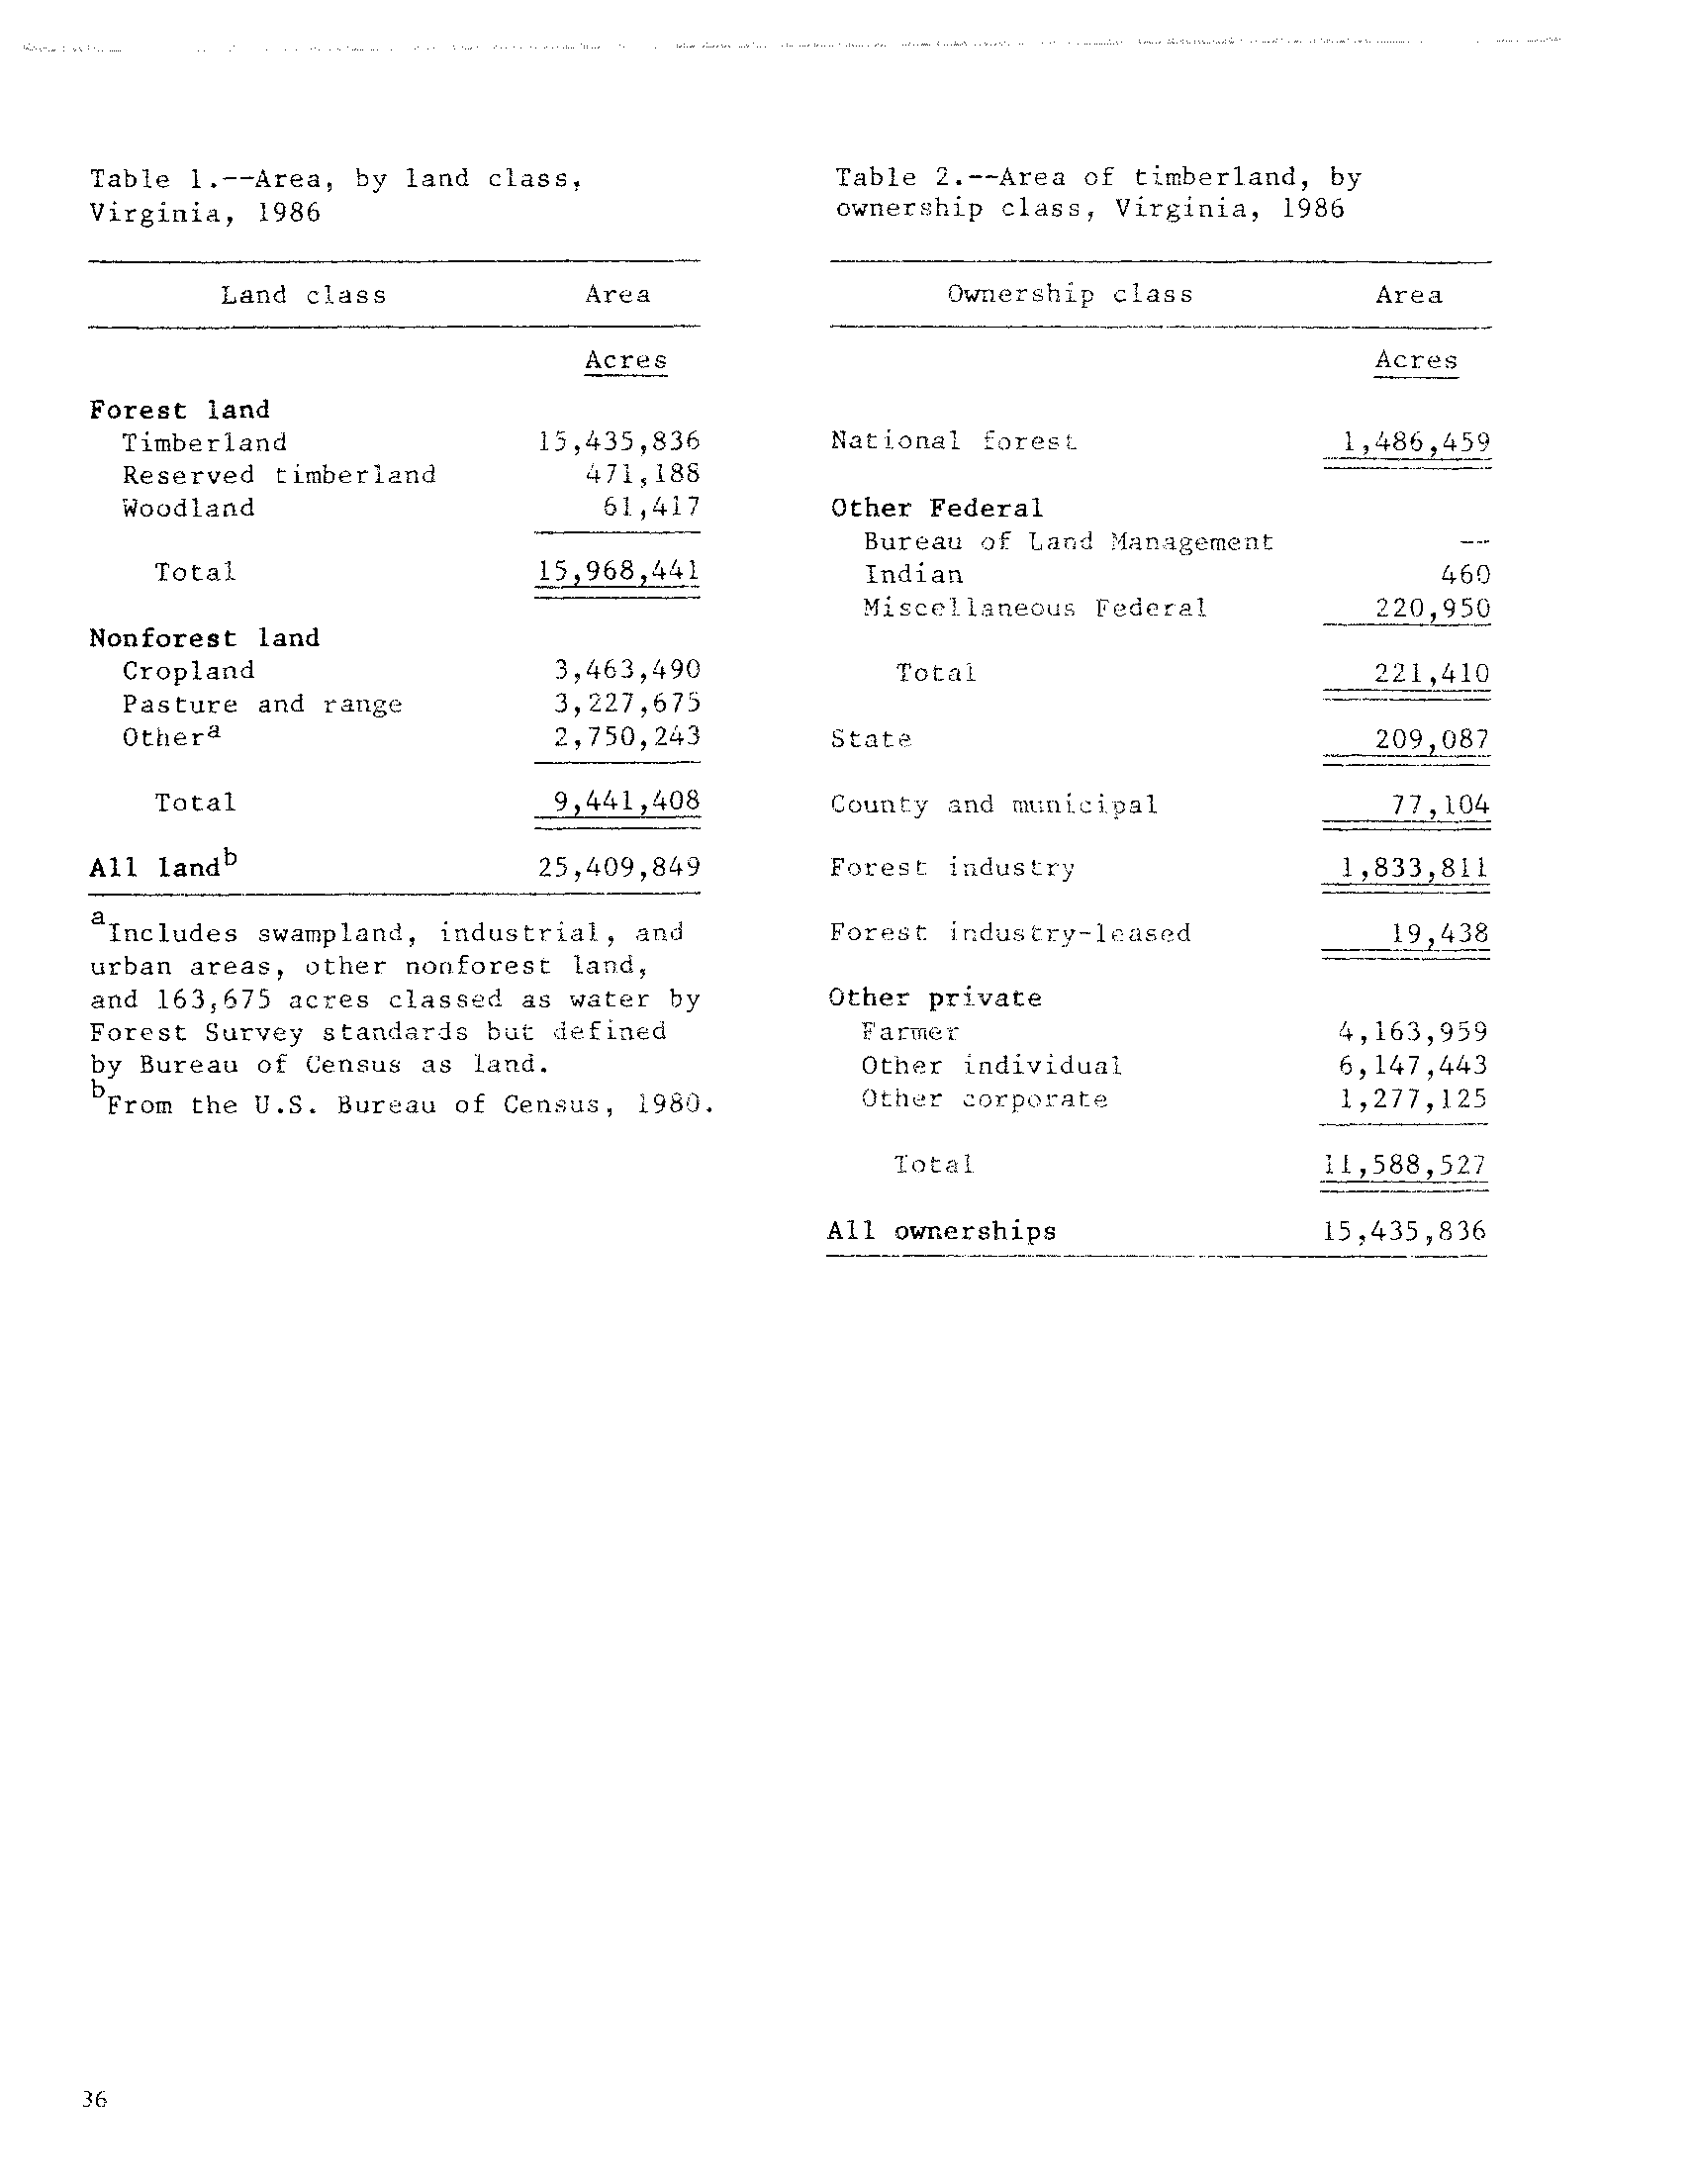 Table 1.--Area, by land class,
Virginia, 1986
Land class Area
Acres
Forest land
Timberland 15,435,836
Reserved timberland 471,188
Woodland 61,417
Total 15,968,441
Nonforest land
Cropland 3,463,490
Pasture and range 3,227,675
Other^a 2,750,243
Total 9,441,408
All land^b 25,409,849
^aIncludes swampland, industrial, and
urban areas, other nonforest land,
and 163,675 acres classed as water by
Forest Survey standards but defined
by Bureau of Census as land.
^bFrom the U.S. Bureau of Census, 1980.
Table 2.--Area of timberland, by
ownership class, Virginia, 1986
Ownership class Area
Acres
National forest 1,486,459
Other Federal
Bureau of Land Management --
Indian 460
Miscellaneous Federal 220,950
Total 221,410
State 209,087
County and municipal 77,104
Forest industry 1,833,811
Forest industry-leased 19,438
Other private
Farmer 4,163,959
Other individual 6,147,443
Other corporate 1,277,125
Total 11,588,527
All ownerships 15,435,836
36